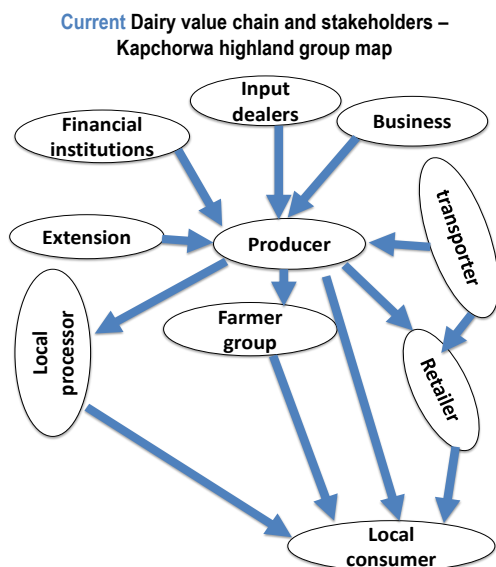 Current Dairy value chain and stakeholders –
Kapchorwa highland group map
Input
dealers
Financial
institutions
Business
transporter
Extension
Producer
Local
processor
Farmer
group
Retailer
Local
consumer